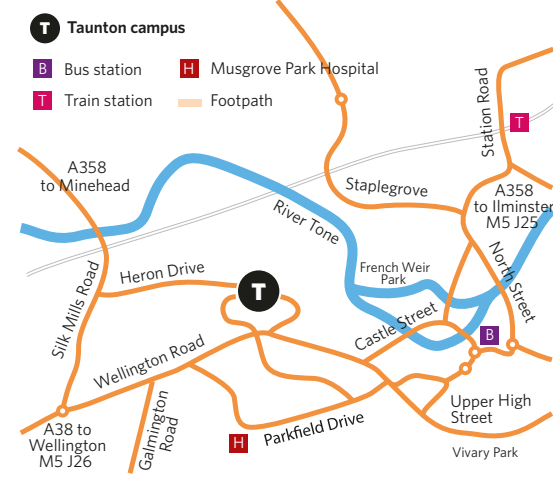 T Taunton campus
B Bus station
H Musgrove Park Hospital
T Train station
Footpath
Station Road
T
A358
to Minehead
Staplegrove
A358
to Ilminster
M5 J25
River Tone
North Street
French Weir
Park
Heron Drive
T
Silk Mills Road
Castle Street
B
Wellington Road
Galmington
Road
Upper High
Street
A38 to
Wellington
M5 J26
H
Parkfield Drive
Vivary Park